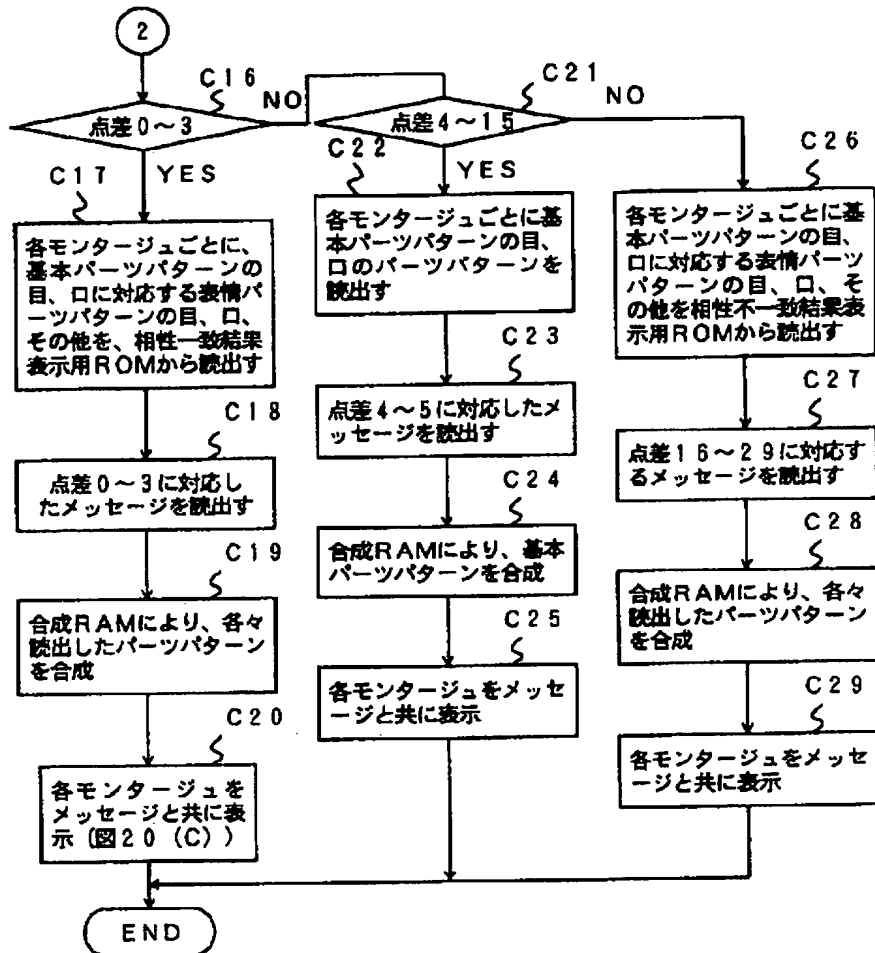 2
C16
点差0〜3
NO
YES
C17
各モンタージュごとに、
基本パーツパターンの
目、口に対応する表情パ
ーツパターンの目、口、
その他を、相性一致結果
表示用ROMから読出す
C18
点差0〜3に対応し
たメッセージを読出す
C19
合成RAMにより、各々
読出したパーツパターン
を合成
C20
各モンタージュを
メッセージと共に表
示(図20(C))
END
C21
点差4〜15
NO
YES
C22
各モンタージュごとに基
本パーツパターンの目、
口のパーツパターンを
読出す
C23
点差4〜5に対応したメ
ッセージを読出す
C24
合成RAMにより、基本
パーツパターンを合成
C25
各モンタージュをメッセ
ージと共に表示
C26
各モンタージュごとに基
本パーツパターンの目、
口に対応する表情パーツ
パターンの目、口、そ
の他を相性不一致結果表
示用ROMから読出す
C27
点差16〜29に対応す
るメッセージを読出す
C28
合成RAMにより、各々
読出したパーツパターン
を合成
C29
各モンタージュをメッセ
ージと共に表示